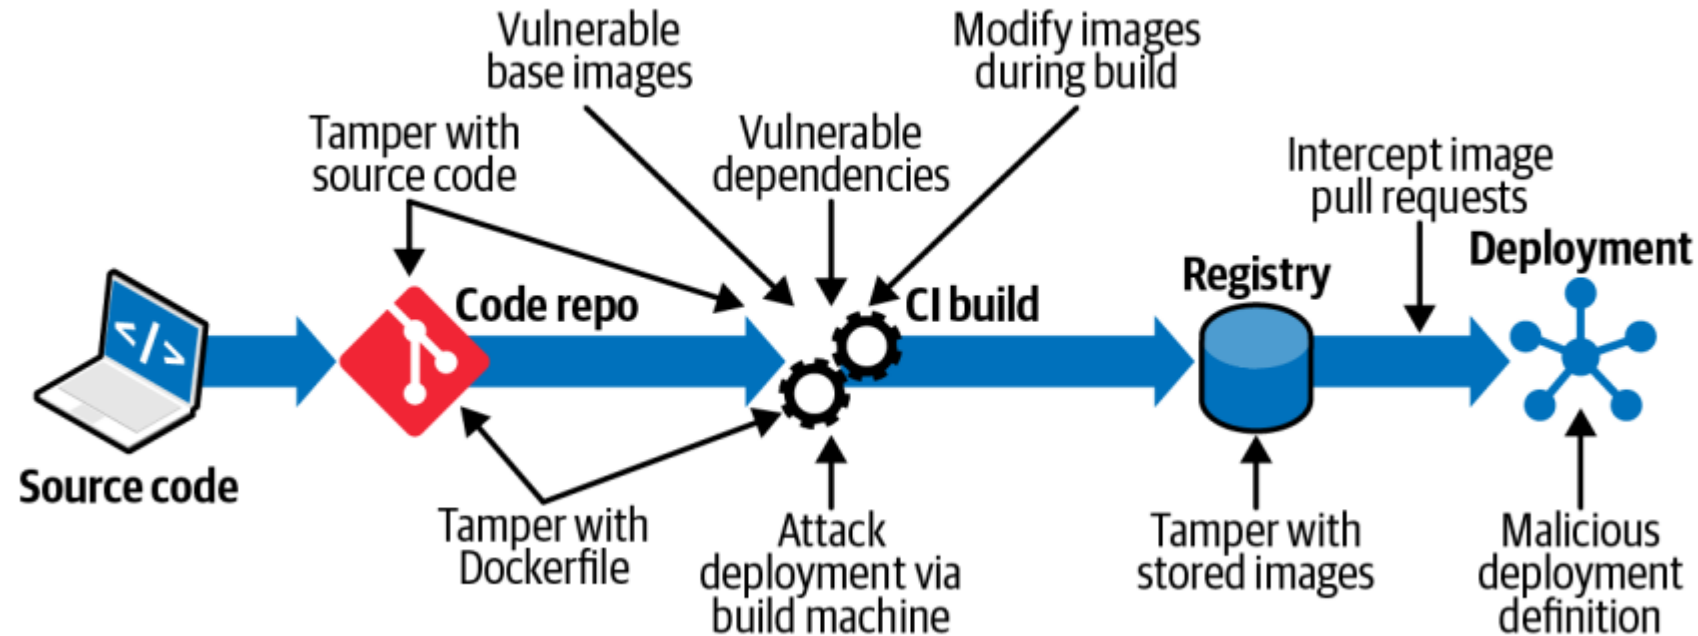 Vulnerable
base images
Modify images
during build
Tamper with
source code
Vulnerable
dependencies
Intercept image
pull requests
Deployment
Registry
Code repo
CI build
</>
Source code
Tamper with
Dockerfile
Attack
deployment via
build machine
Tamper with
stored images
Malicious
deployment
definition